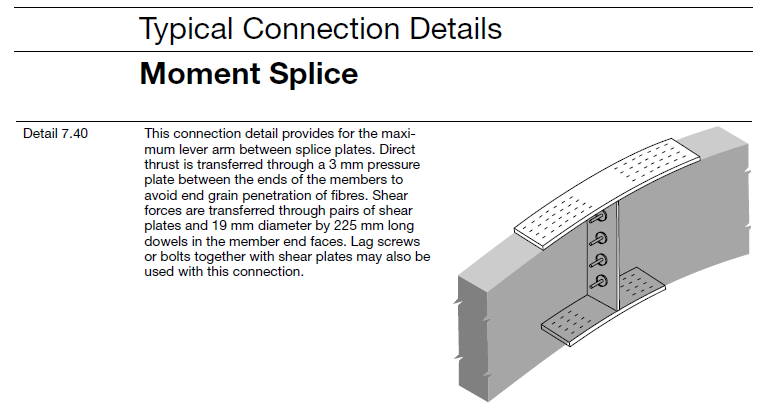 Typical Connection Details
Moment Splice
Detail 7.40
This connection detail provides for the maxi-
mum lever arm between splice plates. Direct
thrust is transferred through a 3 mm pressure
plate between the ends of the members to
avoid end grain penetration of fibres. Shear
forces are transferred through pairs of shear
plates and 19 mm diameter by 225 mm long
dowels in the member end faces. Lag screws
or bolts together with shear plates may also be
used with this connection.